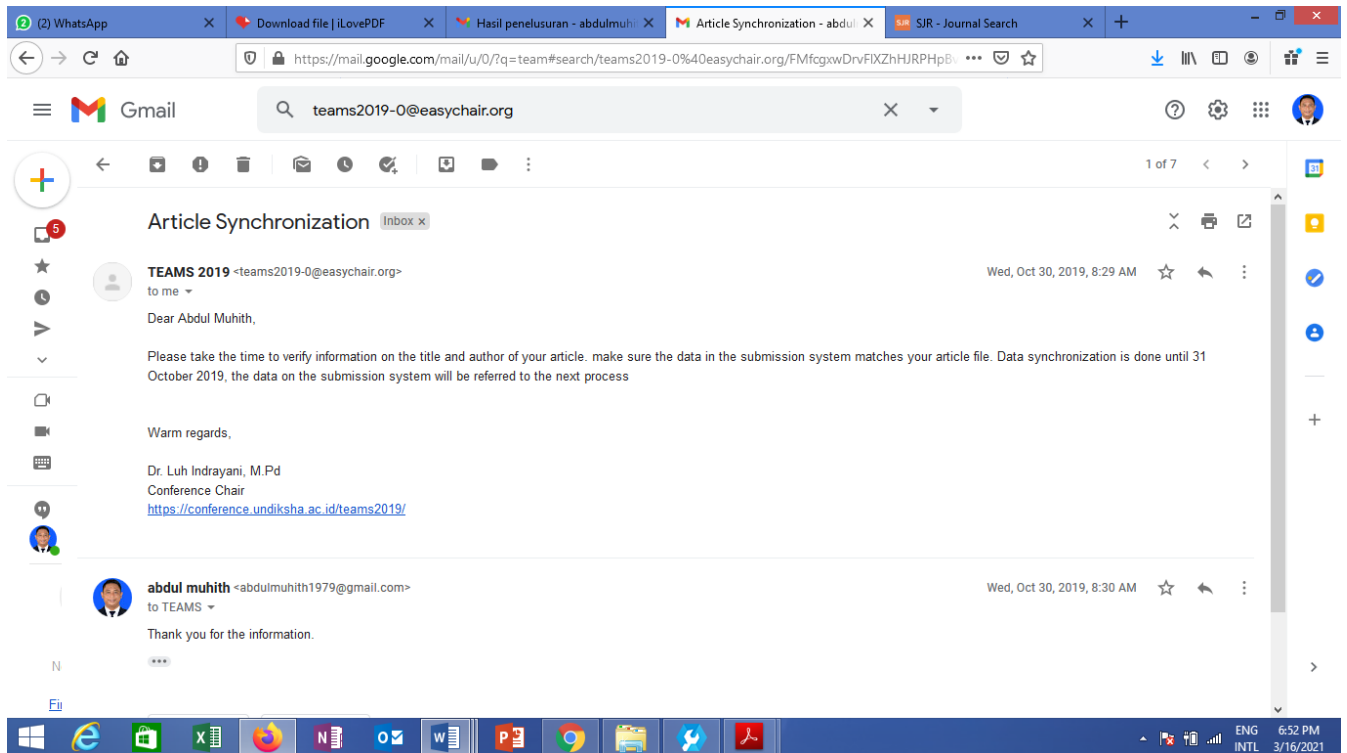 (2) WhatsApp
Download file | iLovePDF
Hasil penelusuran - abdulmuhi
Article Synchronization - abdul
SJR - Journal Search
https://mail.google.com/mail/u/0/?q=team#search/teams2019-0%40easychair.org/
Gmail
teams2019-0@easychair.org
1 of 7
31
5
Article Synchronization Inbox x
TEAMS 2019 <teams2019-0@easychair.org>
Wed, Oct 30, 2019, 8:29 AM
to me
Dear Abdul Muhith,
Please take the time to verify information on the title and author of your article. make sure the data in the submission system matches your article file. Data synchronization is done until 31
October 2019, the data on the submission system will be referred to the next process
Warm regards,
Dr. Luh Indrayani, M.Pd
Conference Chair
https://conference.undiksha.ac.id/teams2019/
abdul muhith <abdulmuhith1979@gmail.com>
Wed, Oct 30, 2019, 8:30 AM
to TEAMS
Thank you for the information.
N
ENG 6:52 PM
INTL 3/16/2021